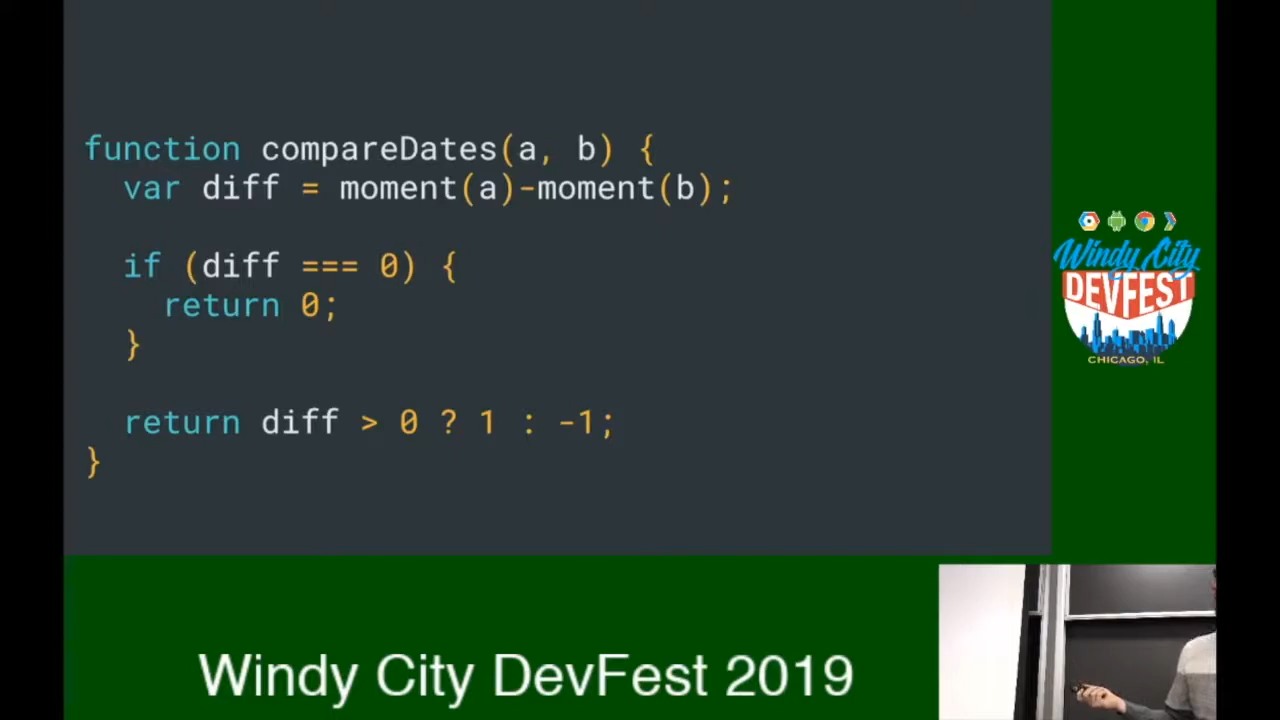 function compareDates(a, b) {
  var diff = moment(a)-moment(b);
  if (diff === 0) {
    return 0;
  }
  return diff > 0 ? 1 : -1;
}
Windy City
DEVFEST
CHICAGO, IL
Windy City DevFest 2019